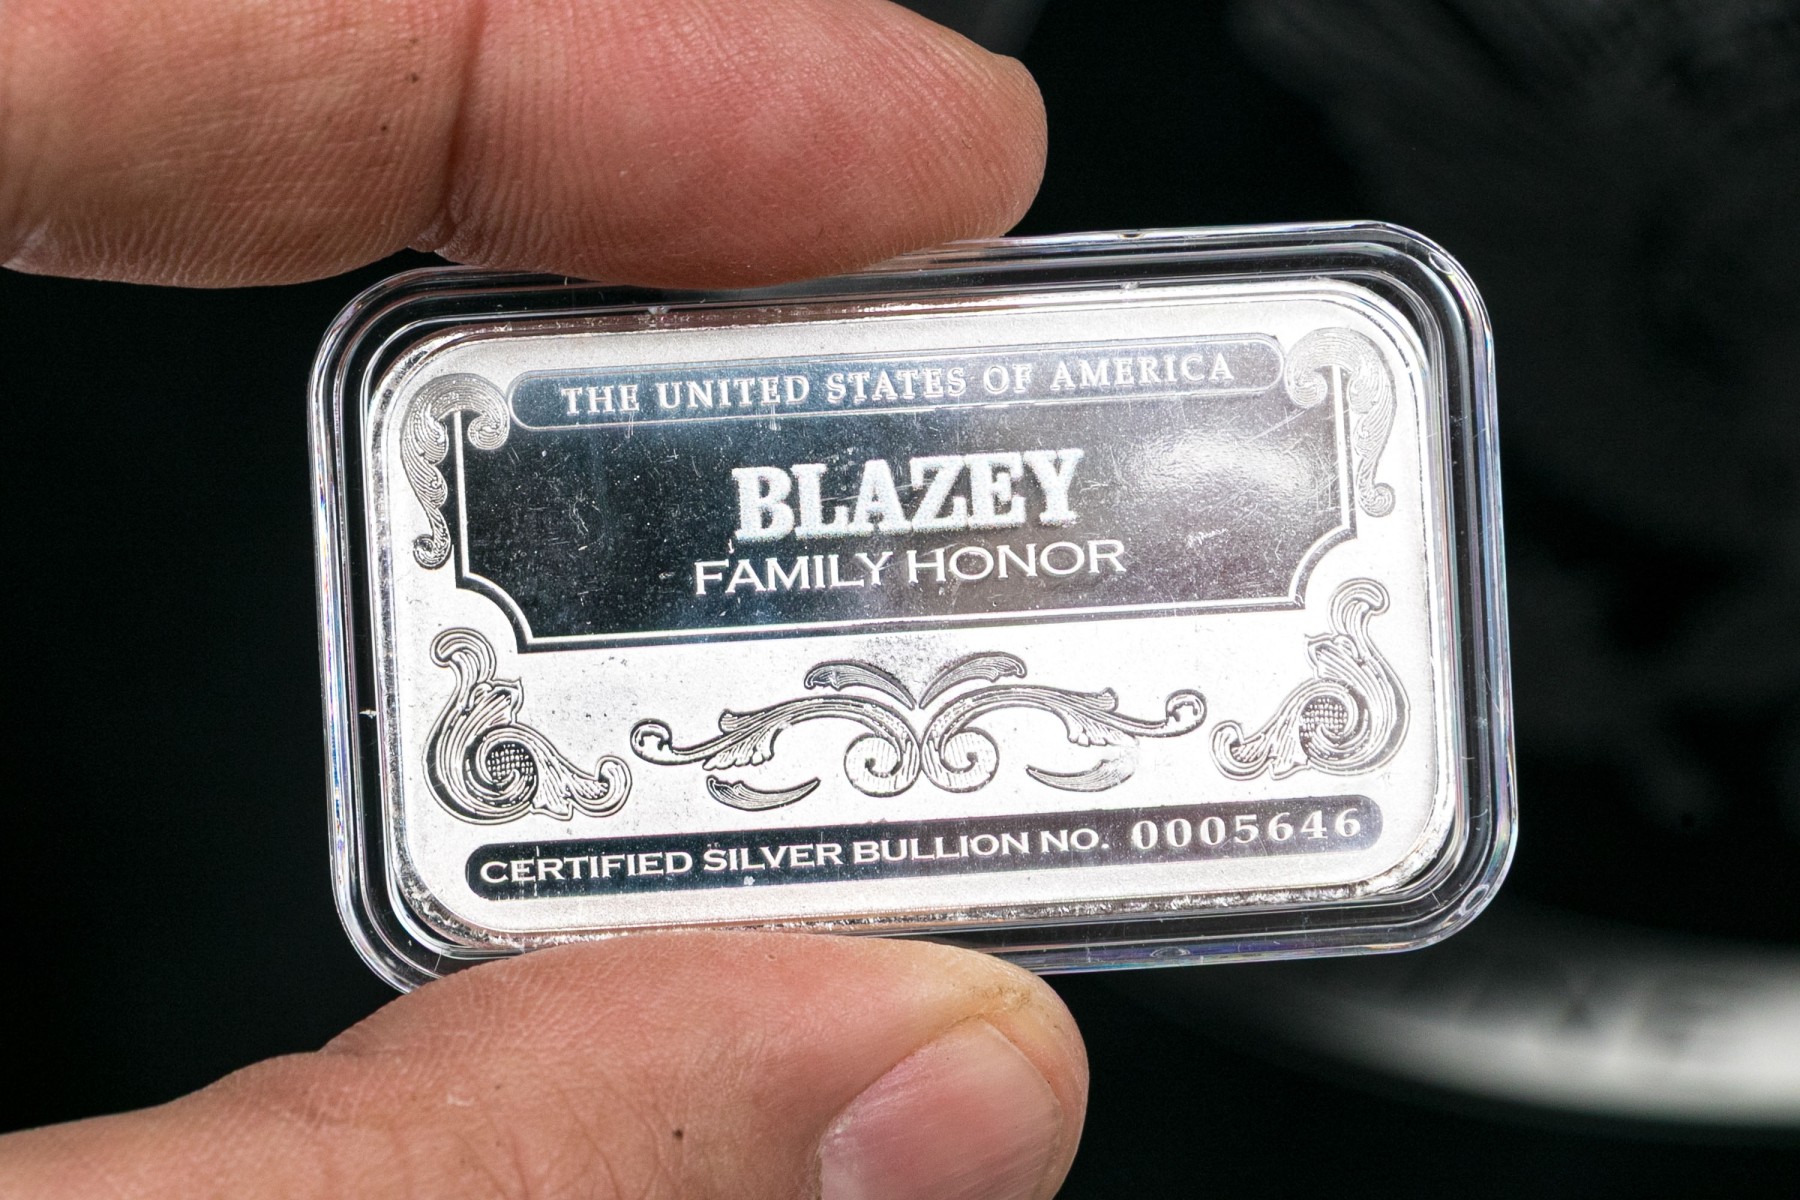 THE UNITED STATES OF AMERICA
BLAZEY
FAMILY HONOR
CERTIFIED SILVER BULLION NO. 0005646